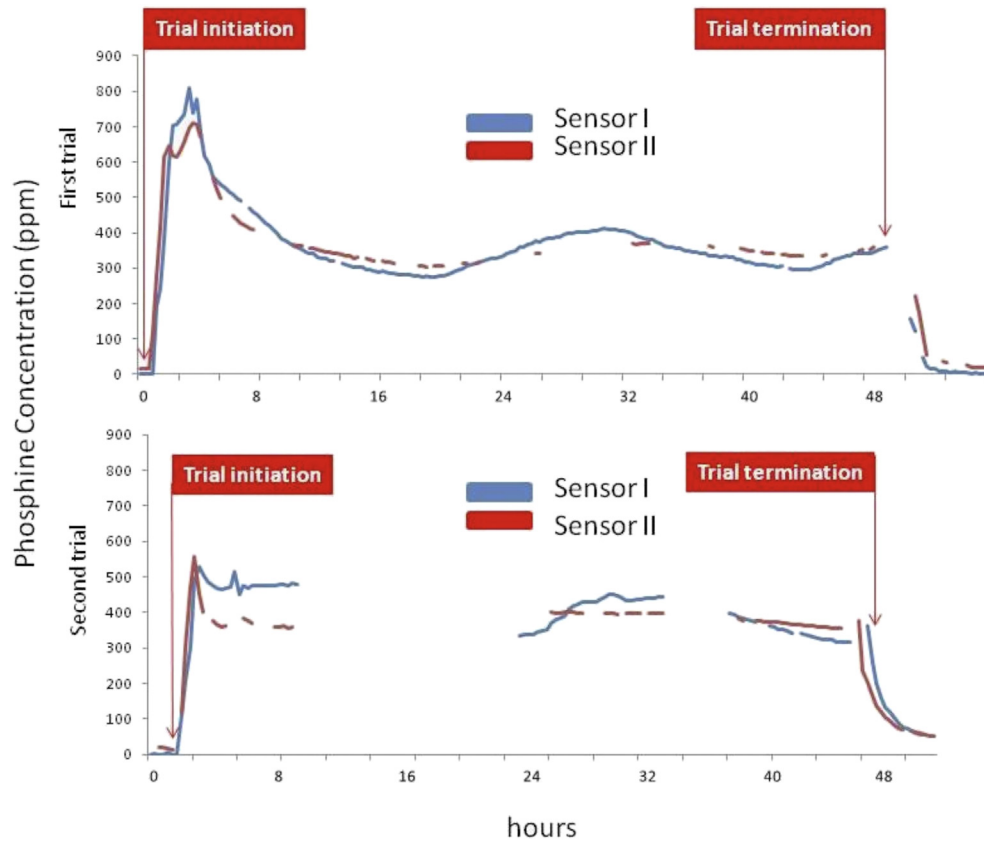 Trial initiation
Trial termination
900
800
700
600
500
400
300
200
100
0
First trial
Sensor I
Sensor II
0 8 16 24 32 40 48
Phosphine Concentration (ppm)
900
800
700
600
500
400
300
200
100
0
Second trial
Trial initiation
Trial termination
Sensor I
Sensor II
0 8 16 24 32 40 48
hours